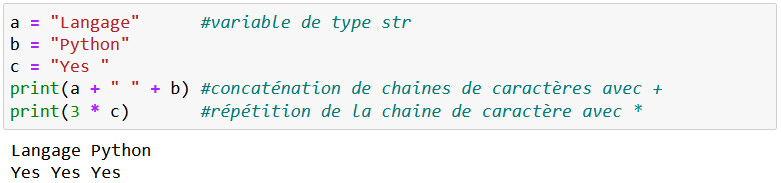 a = "Langage"      #variable de type str
b = "Python"
c = "Yes "
print(a + " " + b) #concaténation de chaines de caractères avec +
print(3 * c)       #répétition de la chaine de caractère avec *
Langage Python
Yes Yes Yes